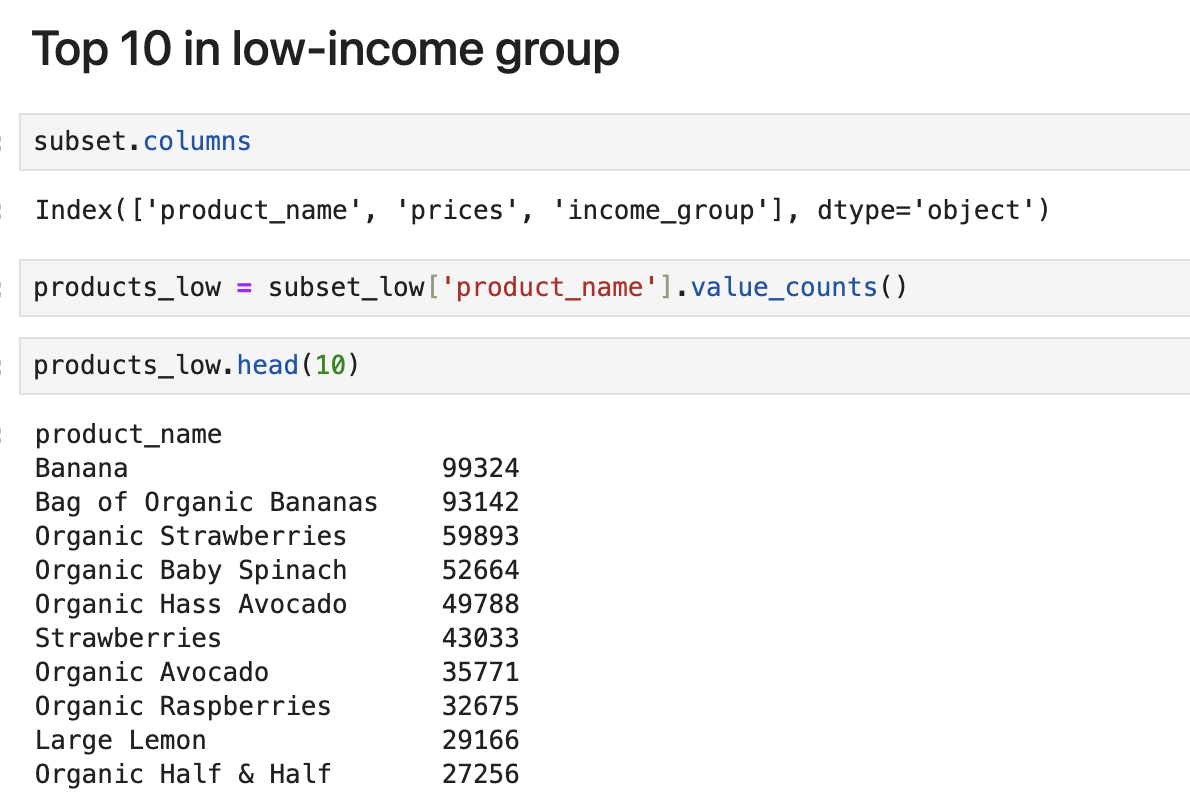 Top 10 in low-income group
subset.columns
Index(['product_name', 'prices', 'income_group'], dtype='object')
products_low = subset_low['product_name'].value_counts()
products_low.head(10)
product_name
Banana                    99324
Bag of Organic Bananas    93142
Organic Strawberries      59893
Organic Baby Spinach      52664
Organic Hass Avocado      49788
Strawberries              43033
Organic Avocado           35771
Organic Raspberries       32675
Large Lemon               29166
Organic Half & Half       27256